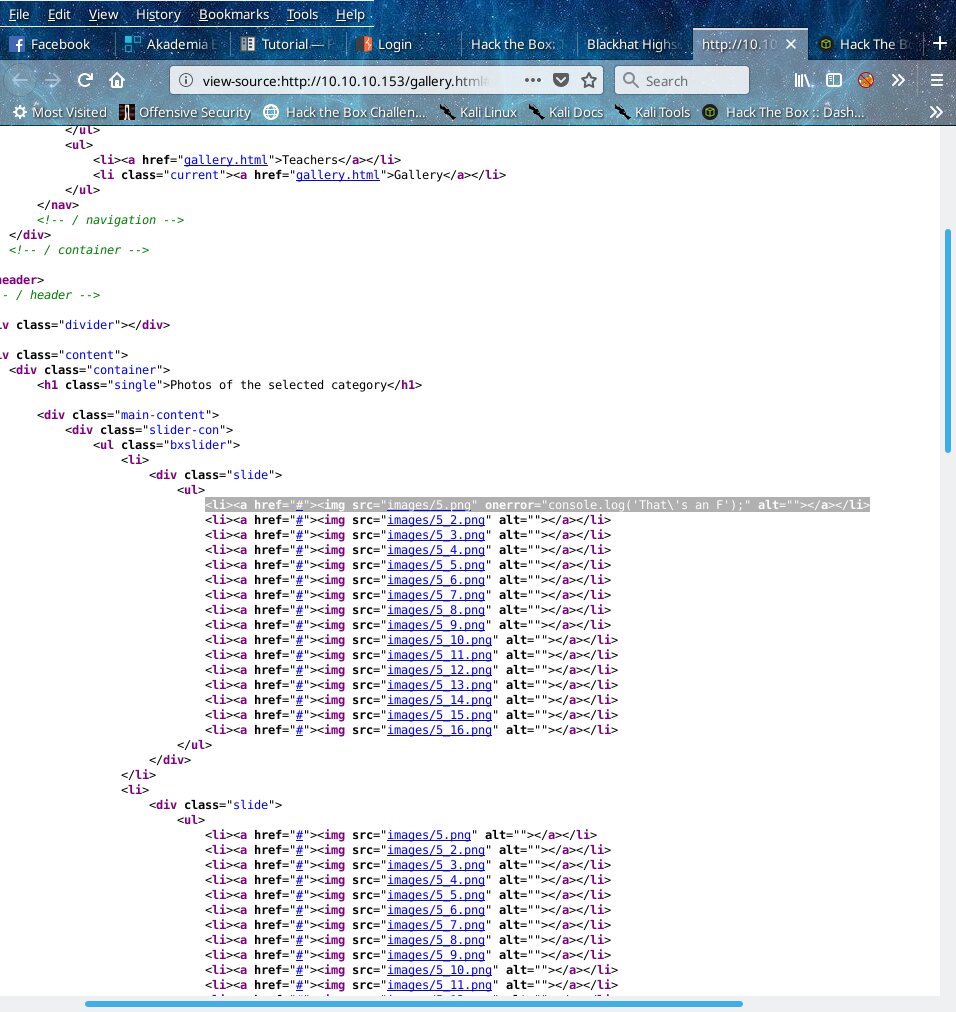 File Edit View History Bookmarks Tools Help
Facebook Akademia Tutorial — Login Hack the Box: Blackhat Highs http://10.10 Hack The B
view-source:http://10.10.10.153/gallery.html Search
Most Visited Offensive Security Hack the Box Challen... Kali Linux Kali Docs Kali Tools Hack The Box :: Dash...
</ul>
<ul>
<li><a href="gallery.html">Teachers</a></li>
<li class="current"><a href="gallery.html">Gallery</a></li>
</ul>
</nav>
<!-- / navigation -->
</div>
<!-- / container -->
eader>
- / header -->
v class="divider"></div>
v class="content">
<div class="container">
<h1 class="single">Photos of the selected category</h1>
<div class="main-content">
<div class="slider-con">
<ul class="bxslider">
<li>
<div class="slide">
<ul>
<li><a href="#"><img src="images/5.png" onerror="console.log('That\'s an F');" alt=""></a></li>
<li><a href="#"><img src="images/5_2.png" alt=""></a></li>
<li><a href="#"><img src="images/5_3.png" alt=""></a></li>
<li><a href="#"><img src="images/5_4.png" alt=""></a></li>
<li><a href="#"><img src="images/5_5.png" alt=""></a></li>
<li><a href="#"><img src="images/5_6.png" alt=""></a></li>
<li><a href="#"><img src="images/5_7.png" alt=""></a></li>
<li><a href="#"><img src="images/5_8.png" alt=""></a></li>
<li><a href="#"><img src="images/5_9.png" alt=""></a></li>
<li><a href="#"><img src="images/5_10.png" alt=""></a></li>
<li><a href="#"><img src="images/5_11.png" alt=""></a></li>
<li><a href="#"><img src="images/5_12.png" alt=""></a></li>
<li><a href="#"><img src="images/5_13.png" alt=""></a></li>
<li><a href="#"><img src="images/5_14.png" alt=""></a></li>
<li><a href="#"><img src="images/5_15.png" alt=""></a></li>
<li><a href="#"><img src="images/5_16.png" alt=""></a></li>
</ul>
</div>
</li>
<li>
<div class="slide">
<ul>
<li><a href="#"><img src="images/5.png" alt=""></a></li>
<li><a href="#"><img src="images/5_2.png" alt=""></a></li>
<li><a href="#"><img src="images/5_3.png" alt=""></a></li>
<li><a href="#"><img src="images/5_4.png" alt=""></a></li>
<li><a href="#"><img src="images/5_5.png" alt=""></a></li>
<li><a href="#"><img src="images/5_6.png" alt=""></a></li>
<li><a href="#"><img src="images/5_7.png" alt=""></a></li>
<li><a href="#"><img src="images/5_8.png" alt=""></a></li>
<li><a href="#"><img src="images/5_9.png" alt=""></a></li>
<li><a href="#"><img src="images/5_10.png" alt=""></a></li>
<li><a href="#"><img src="images/5_11.png" alt=""></a></li>